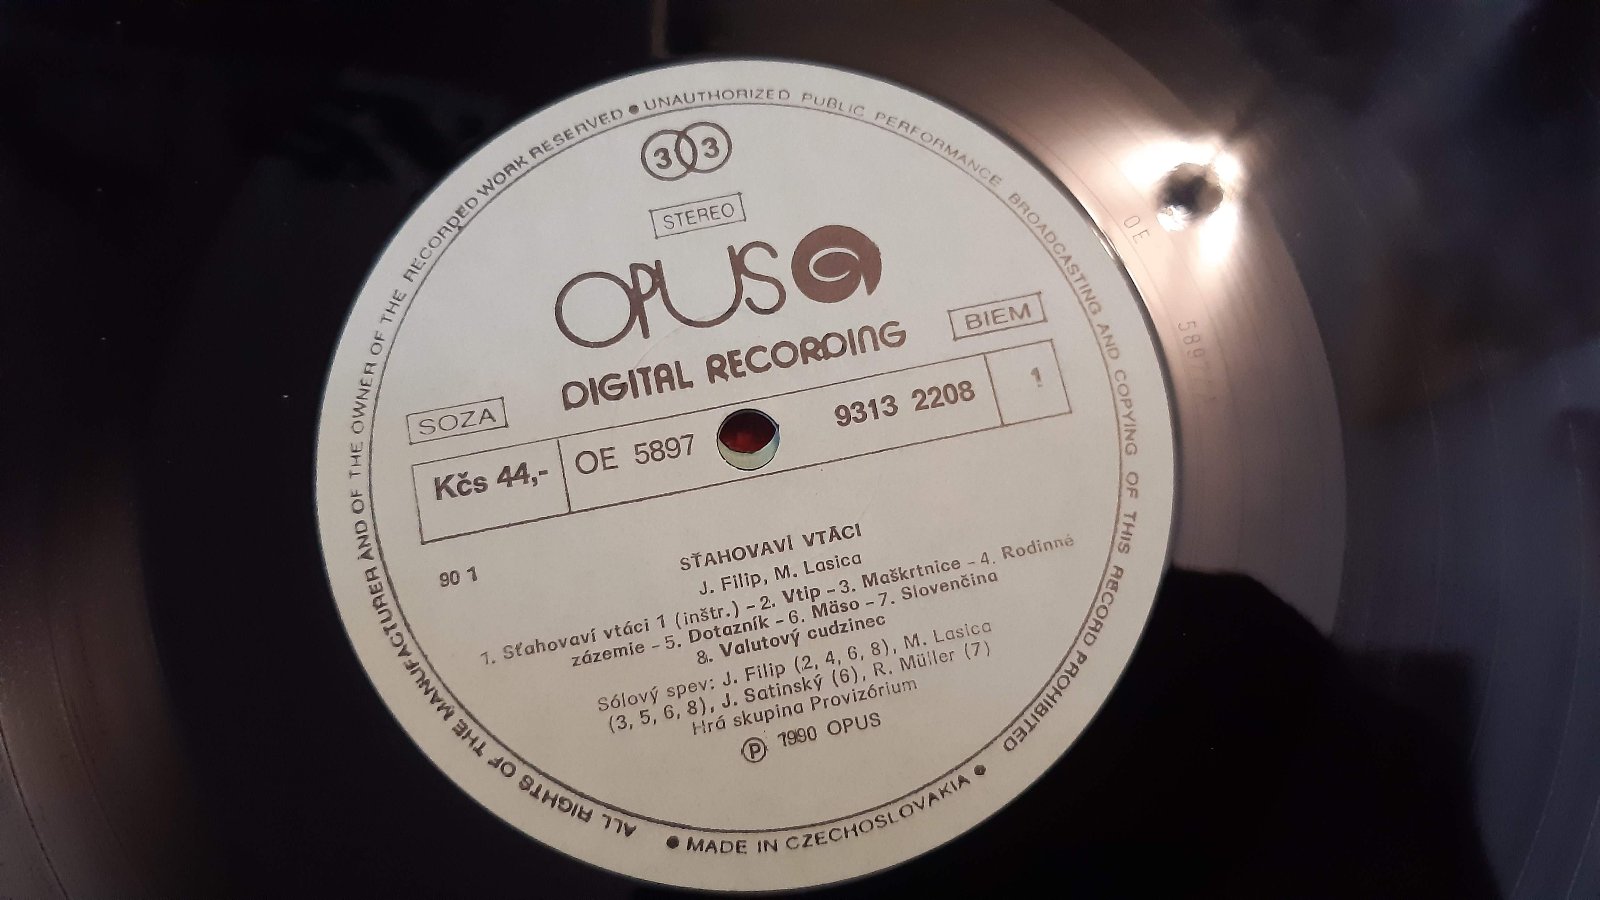 ALL RIGHTS OF THE MANUFACTURER AND OF THE OWNER OF THE RECORDED WORK RESERVED ● UNAUTHORIZED PUBLIC PERFORMANCE BROADCASTING AND COPYING OF THIS RECORD PROHIBITED ● MADE IN CZECHOSLOVAKIA ●
33
STEREO
OPUS
DIGITAL RECORDING
SOZA
BIEM
Kčs 44,- OE 5897 9313 2208 1
90 1
SŤAHOVAVÍ VTÁCI
J. Filip, M. Lasica
1. Sťahovaví vtáci 1 (inštr.) – 2. Vtip – 3. Maškrtnice – 4. Rodinné
zázemie – 5. Dotazník – 6. Mäso – 7. Slovenčina
8. Valutový cudzinec
Sólový spev: J. Filip (2, 4, 6, 8), M. Lasica
(3, 5, 6, 8), J. Satinský (6), R. Müller (7)
Hrá skupina Provizórium
Ⓟ 1990 OPUS
OE
5897